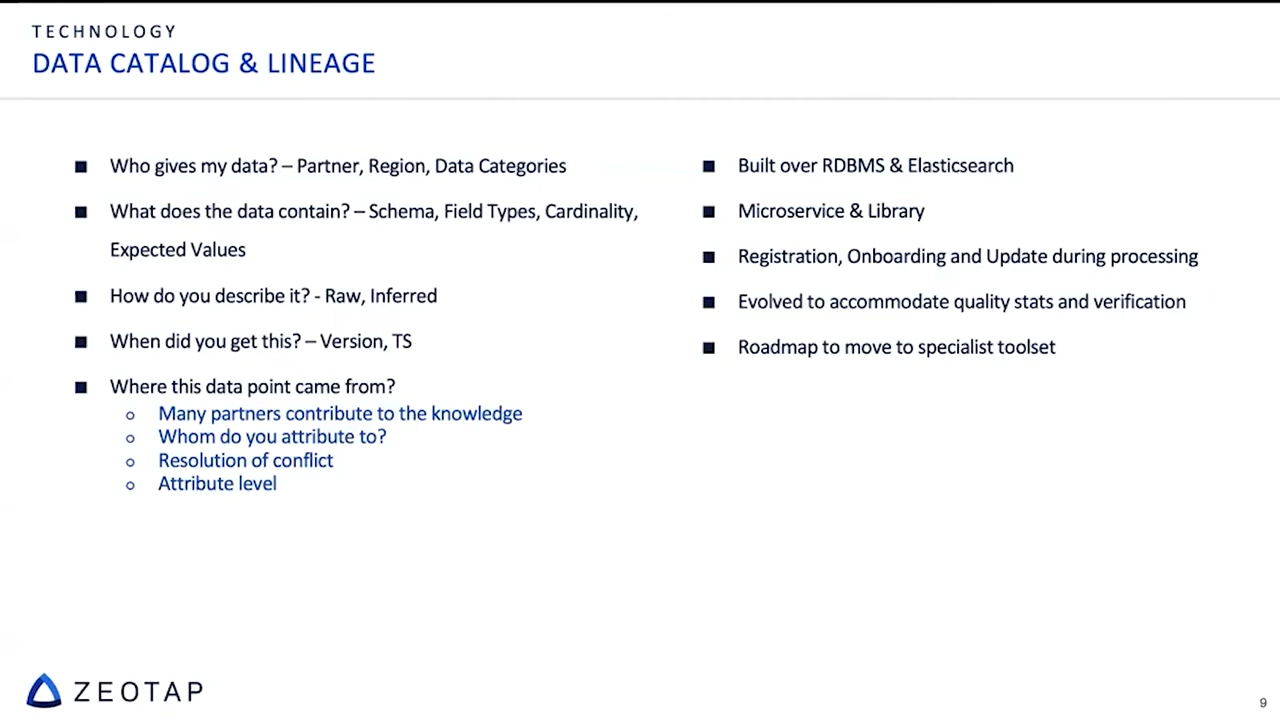 TECHNOLOGY
DATA CATALOG & LINEAGE
Who gives my data? – Partner, Region, Data Categories
What does the data contain? – Schema, Field Types, Cardinality,
Expected Values
How do you describe it? - Raw, Inferred
When did you get this? – Version, TS
Where this data point came from?
Many partners contribute to the knowledge
Whom do you attribute to?
Resolution of conflict
Attribute level
Built over RDBMS & Elasticsearch
Microservice & Library
Registration, Onboarding and Update during processing
Evolved to accommodate quality stats and verification
Roadmap to move to specialist toolset
ZEOTAP
9